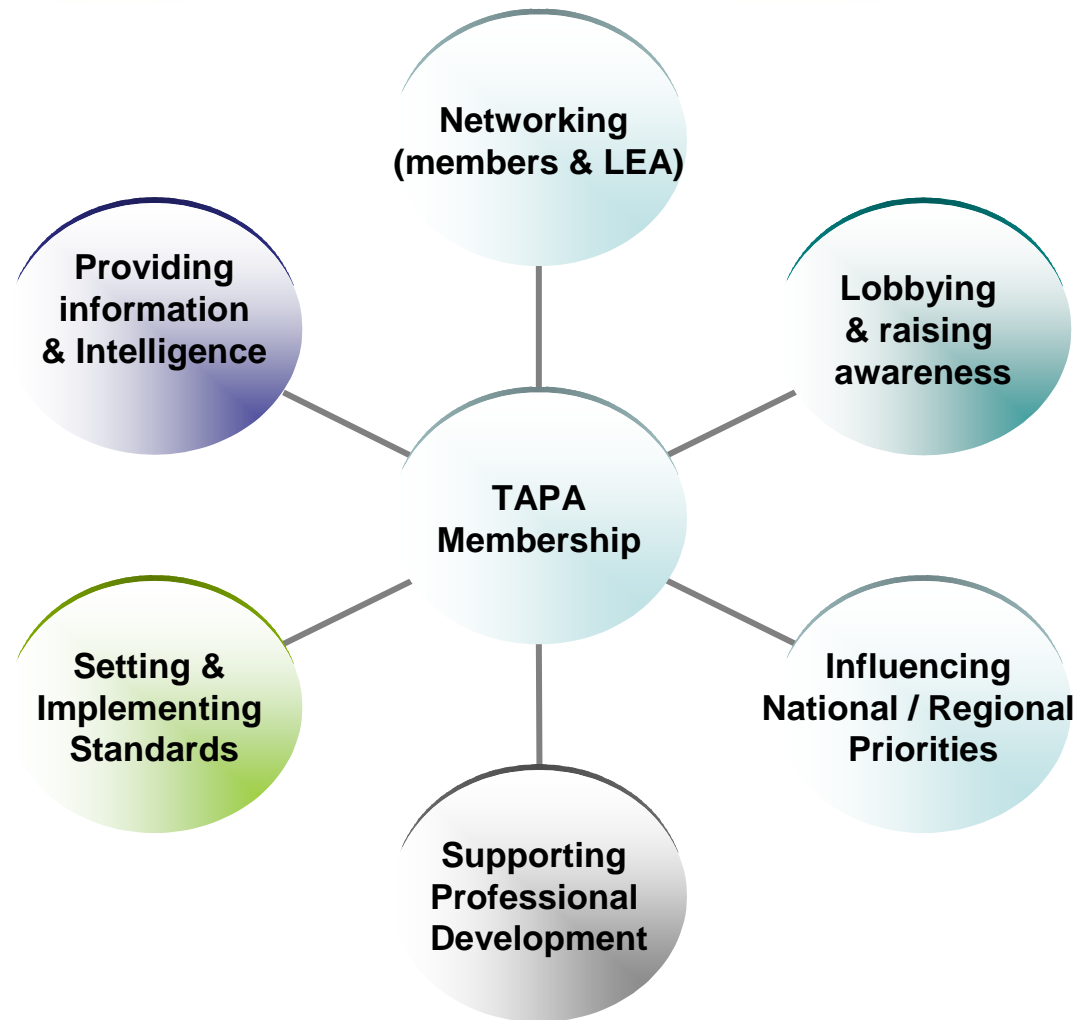 Networking
(members & LEA)
Providing
information
& Intelligence
Lobbying
& raising
awareness
TAPA
Membership
Setting &
Implementing
Standards
Influencing
National / Regional
Priorities
Supporting
Professional
Development